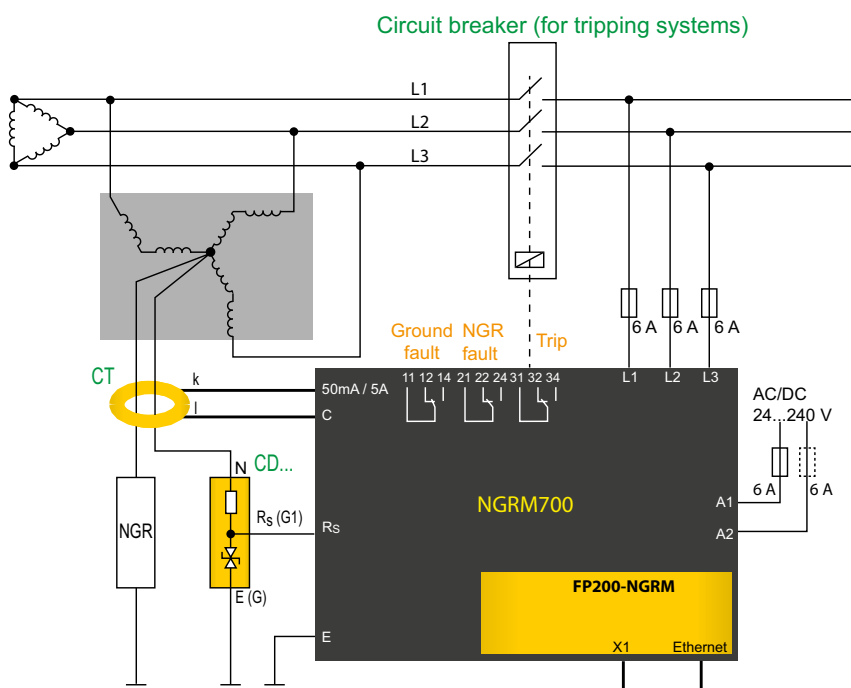 Circuit breaker (for tripping systems)
L1
L2
L3
6 A
6 A
6 A
Ground fault
NGR fault
Trip
11 12 14 21 22 24 31 32 34
L1 L2 L3
CT
k
l
50mA / 5A
C
AC/DC
24...240 V
6 A
6 A
N
CD...
NGR
RS (G1)
RS
NGRM700
A1
A2
E (G)
E
FP200-NGRM
X1
Ethernet